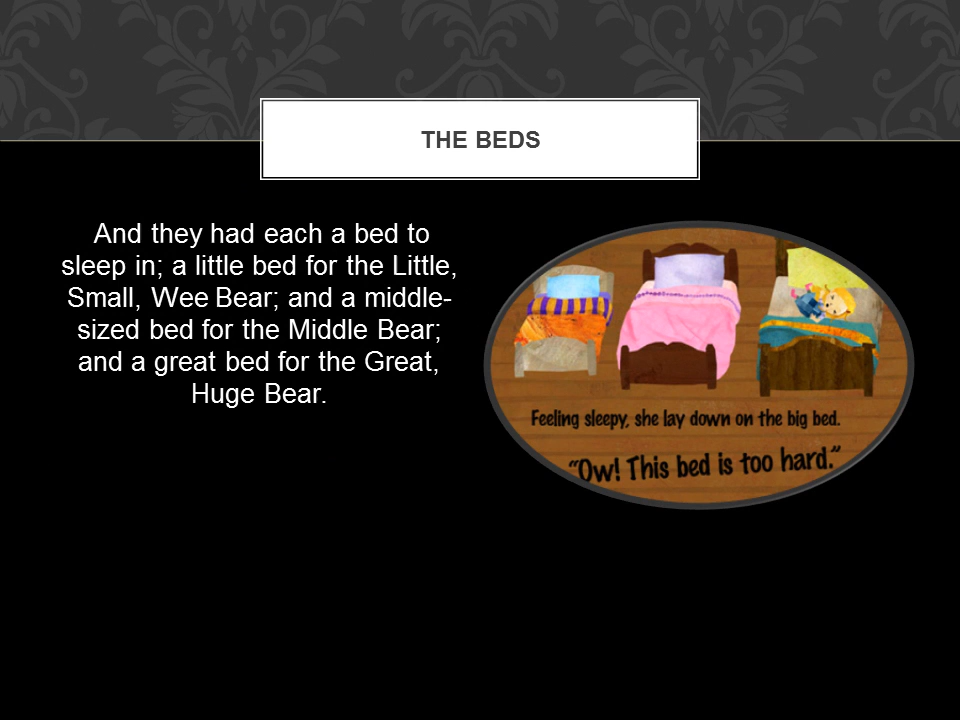 THE BEDS
And they had each a bed to
sleep in; a little bed for the Little,
Small, Wee Bear; and a middle-
sized bed for the Middle Bear;
and a great bed for the Great,
Huge Bear.
Feeling sleepy, she lay down on the big bed.
“Ow! This bed is too hard.”